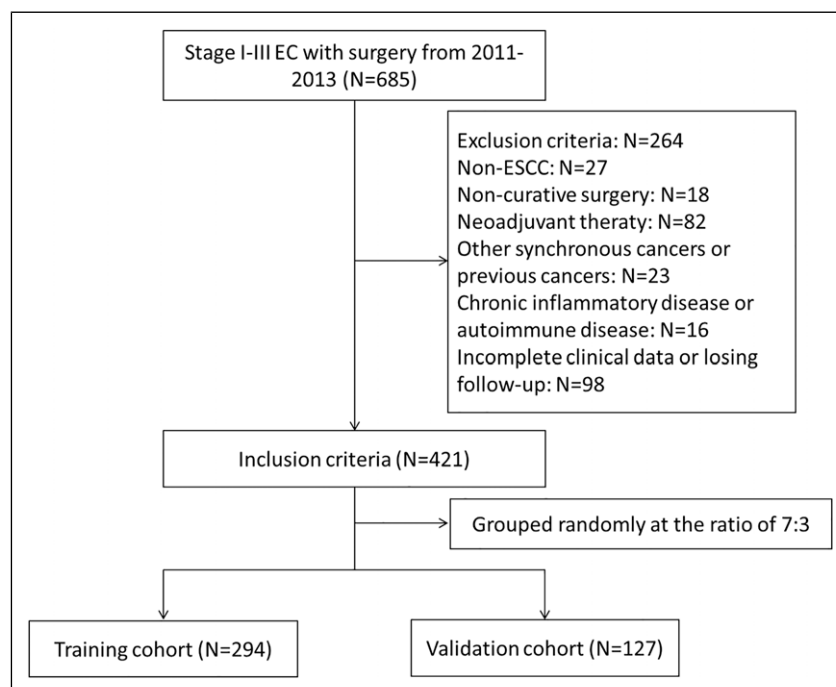 Stage I-III EC with surgery from 2011-
2013 (N=685)
Exclusion criteria: N=264
Non-ESCC: N=27
Non-curative surgery: N=18
Neoadjuvant theraty: N=82
Other synchronous cancers or
previous cancers: N=23
Chronic inflammatory disease or
autoimmune disease: N=16
Incomplete clinical data or losing
follow-up: N=98
Inclusion criteria (N=421)
Grouped randomly at the ratio of 7:3
Training cohort (N=294)
Validation cohort (N=127)